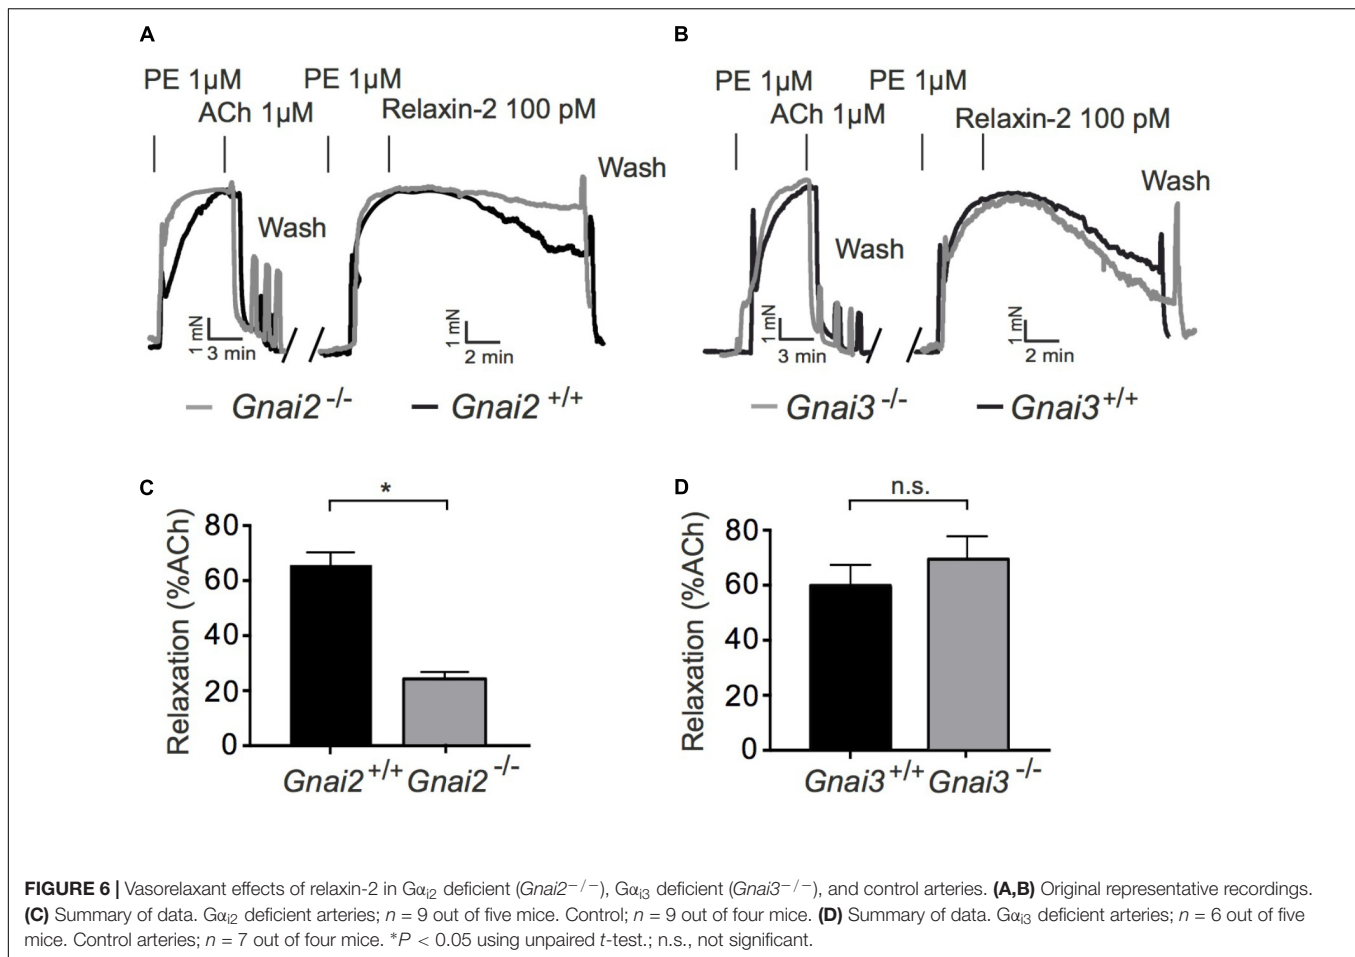 A
PE 1µM
PE 1µM
ACh 1µM
Relaxin-2 100 pM
Wash
Wash
1 mN
3 min
1 mN
2 min
Gnai2 -/-
Gnai2 +/+
B
PE 1µM
PE 1µM
ACh 1µM
Relaxin-2 100 pM
Wash
Wash
1 mN
3 min
1 mN
2 min
Gnai3 -/-
Gnai3 +/+
C
*
Relaxation (%ACh)
80
60
40
20
0
Gnai2 +/+ Gnai2 -/-
D
n.s.
Relaxation (%ACh)
80
60
40
20
0
Gnai3 +/+ Gnai3 -/-
FIGURE 6 | Vasorelaxant effects of relaxin-2 in Gαi2 deficient (Gnai2−/−), Gαi3 deficient (Gnai3−/−), and control arteries. (A,B) Original representative recordings.
(C) Summary of data. Gαi2 deficient arteries; n = 9 out of five mice. Control; n = 9 out of four mice. (D) Summary of data. Gαi3 deficient arteries; n = 6 out of five
mice. Control arteries; n = 7 out of four mice. *P < 0.05 using unpaired t-test.; n.s., not significant.